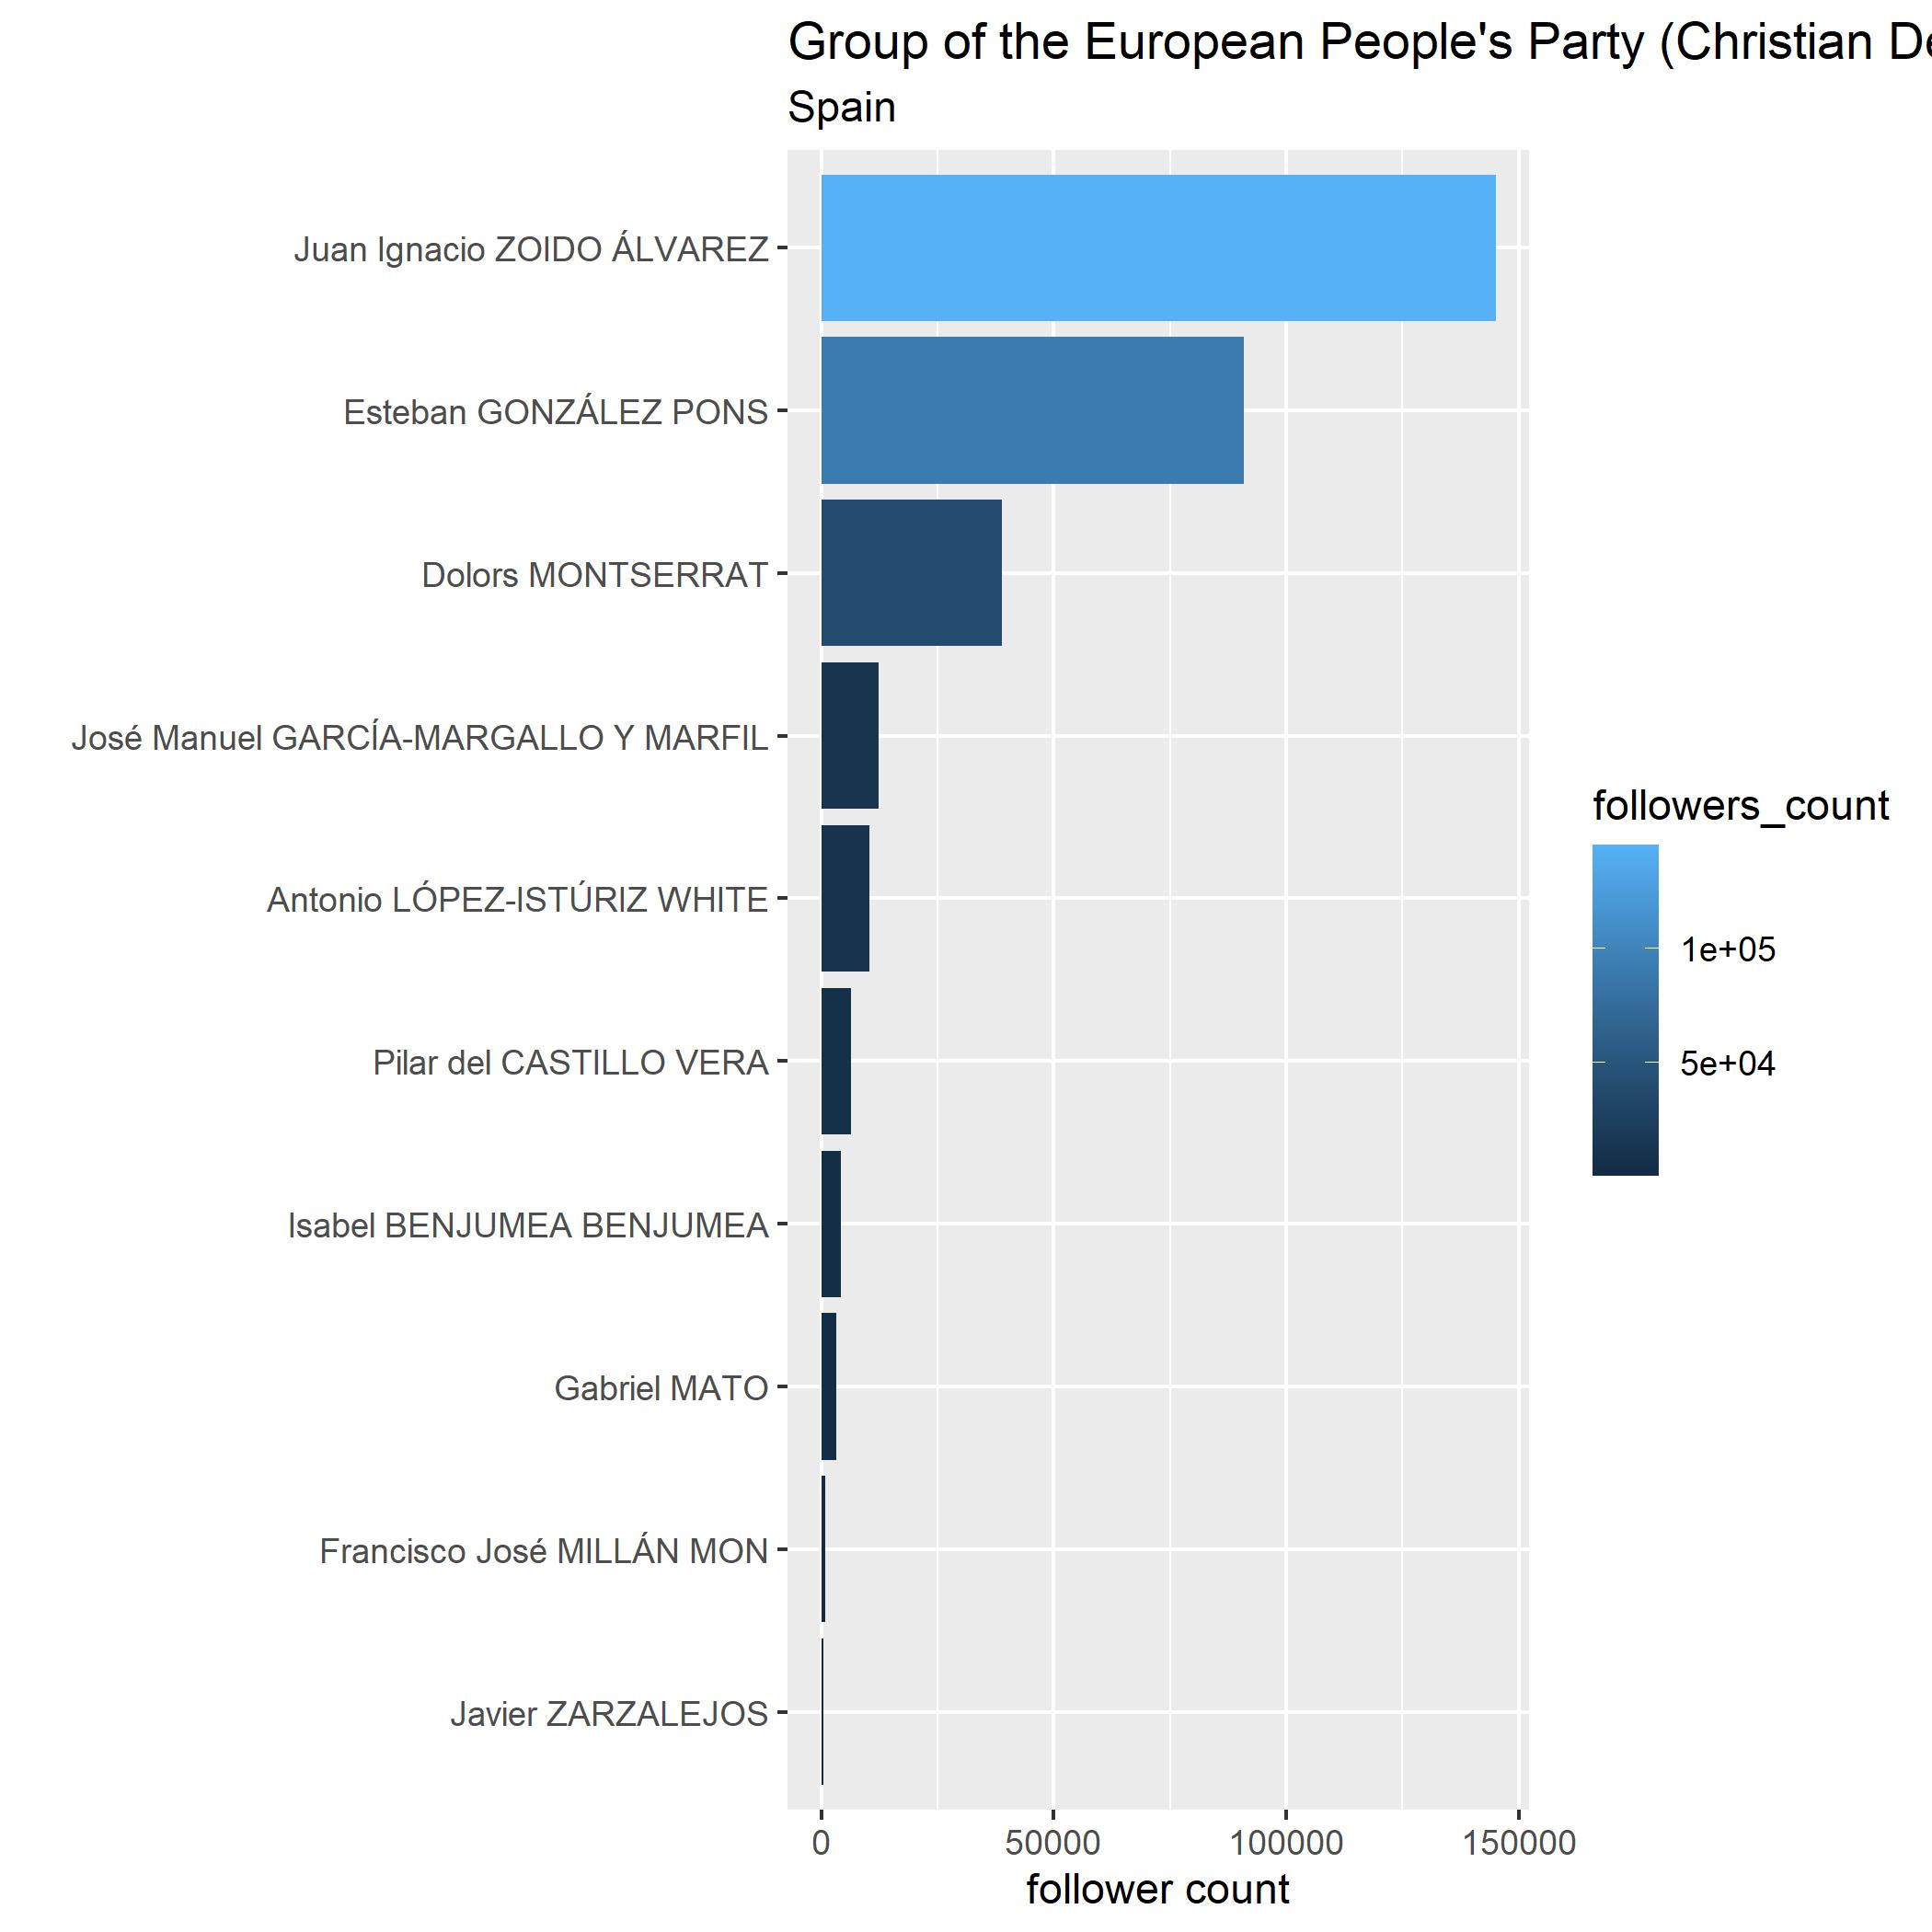 Group of the European People's Party (Christian De
Spain
Juan Ignacio ZOIDO ÁLVAREZ
Esteban GONZÁLEZ PONS
Dolors MONTSERRAT
José Manuel GARCÍA-MARGALLO Y MARFIL
Antonio LÓPEZ-ISTÚRIZ WHITE
Pilar del CASTILLO VERA
Isabel BENJUMEA BENJUMEA
Gabriel MATO
Francisco José MILLÁN MON
Javier ZARZALEJOS
0 50000 100000 150000
follower count
followers_count
1e+05
5e+04